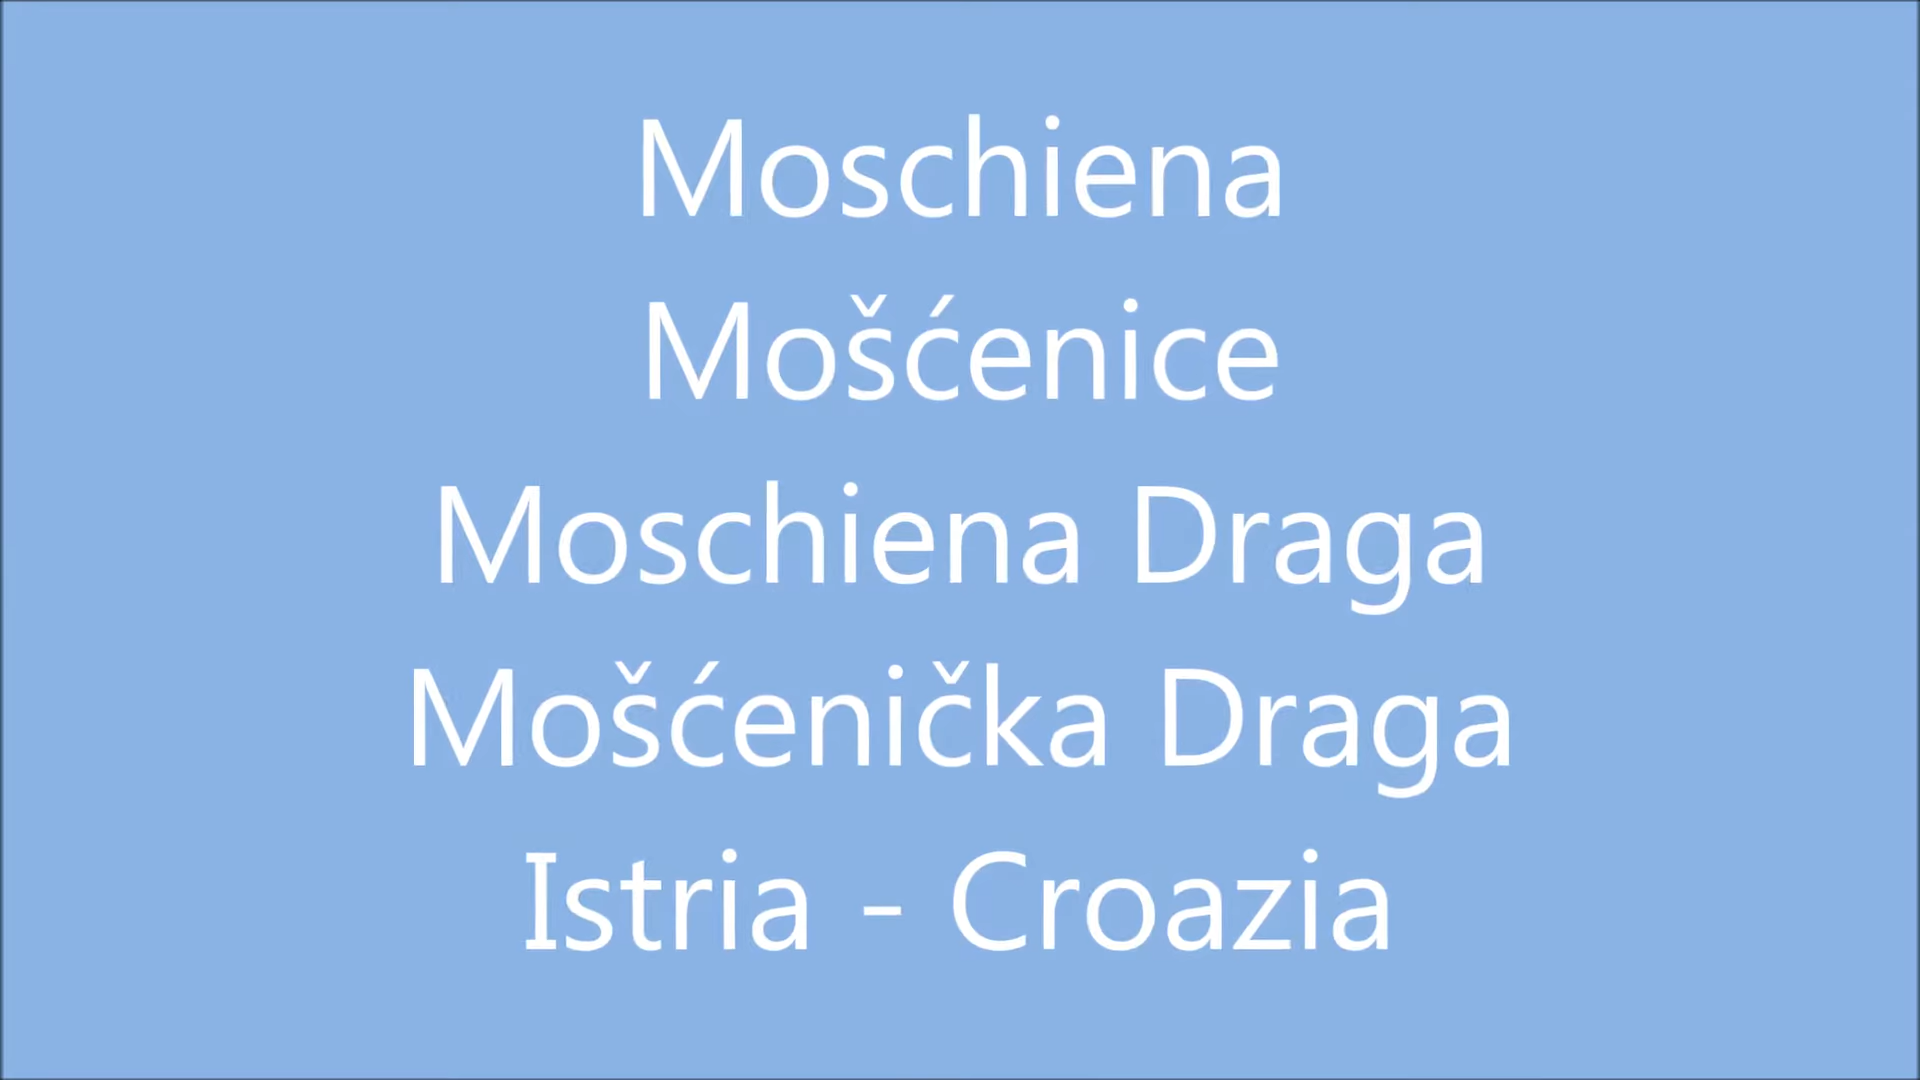 Moschiena
Mošćenice
Moschiena Draga
Mošćenička Draga
Istria - Croazia